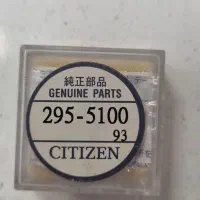 純正部品
GENUINE PARTS
295-5100
93
CITIZEN